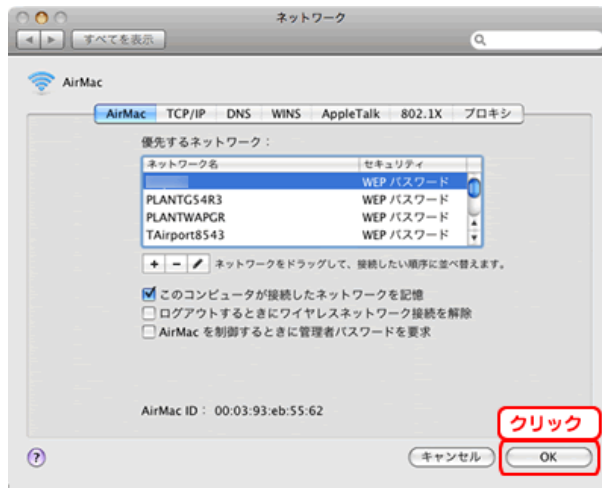 ネットワーク
すべてを表示
AirMac
AirMac TCP/IP DNS WINS AppleTalk 802.1X プロキシ
優先するネットワーク：
ネットワーク名 セキュリティ
WEP パスワード
PLANTG54R3 WEP パスワード
PLANTWAPGR WEP パスワード
TAirport8543 WEP パスワード
+ - ネットワークをドラッグして、接続したい順序に並べ替えます。
このコンピュータが接続したネットワークを記憶
ログアウトするときにワイヤレスネットワーク接続を解除
AirMac を制御するときに管理者パスワードを要求
AirMac ID： 00:03:93:eb:55:62
クリック
? キャンセル OK